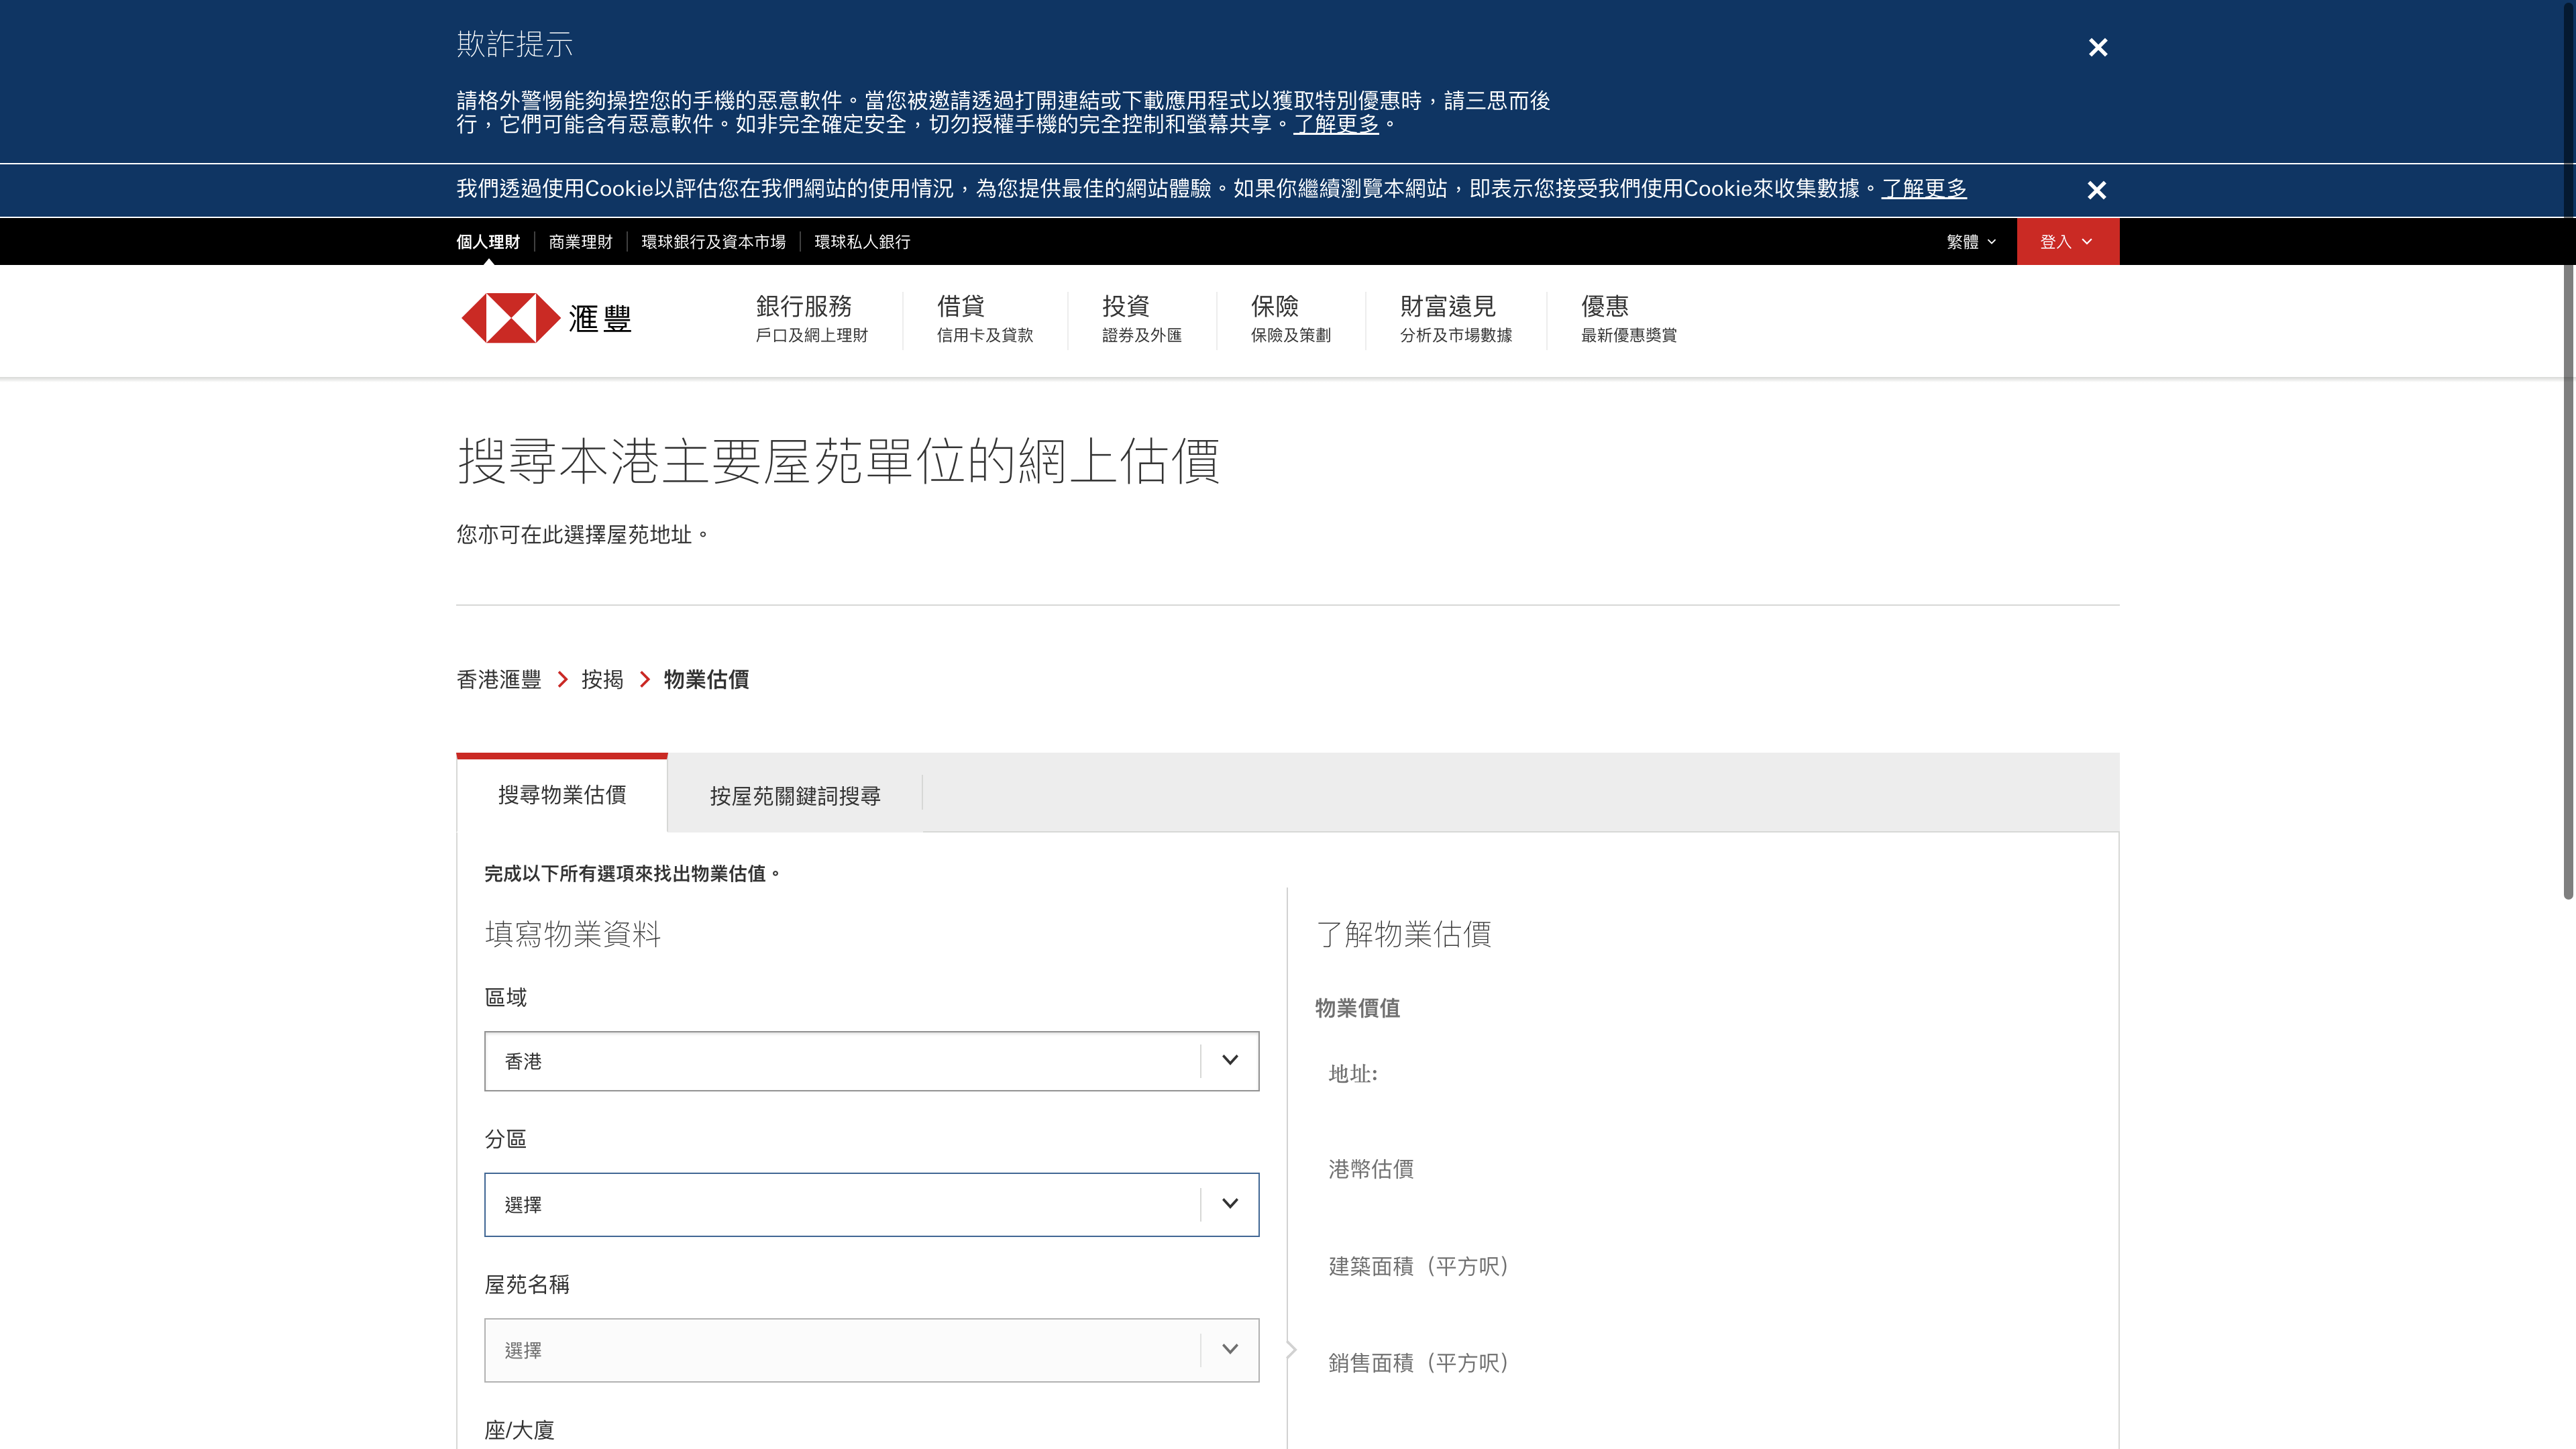 欺詐提示
請格外警惕能夠操控您的手機的惡意軟件。當您被邀請透過打開連結或下載應用程式以獲取特別優惠時，請三思而後
行，它們可能含有惡意軟件。如非完全確定安全，切勿授權手機的完全控制和螢幕共享。了解更多。
我們透過使用Cookie以評估您在我們網站的使用情況，為您提供最佳的網站體驗。如果你繼續瀏覽本網站，即表示您接受我們使用Cookie來收集數據。了解更多
個人理財 商業理財 環球銀行及資本市場 環球私人銀行 繁體 登入
滙豐
銀行服務 借貸 投資 保險 財富遠見 優惠
戶口及網上理財 信用卡及貸款 證券及外匯 保險及策劃 分析及市場數據 最新優惠獎賞
搜尋本港主要屋苑單位的網上估價
您亦可在此選擇屋苑地址。
香港滙豐 按揭 物業估價
搜尋物業估價 按屋苑關鍵詞搜尋
完成以下所有選項來找出物業估值。
填寫物業資料
區域
香港
分區
選擇
屋苑名稱
選擇
座/大廈
了解物業估價
物業價值
地址:
港幣估價
建築面積（平方呎）
銷售面積（平方呎）